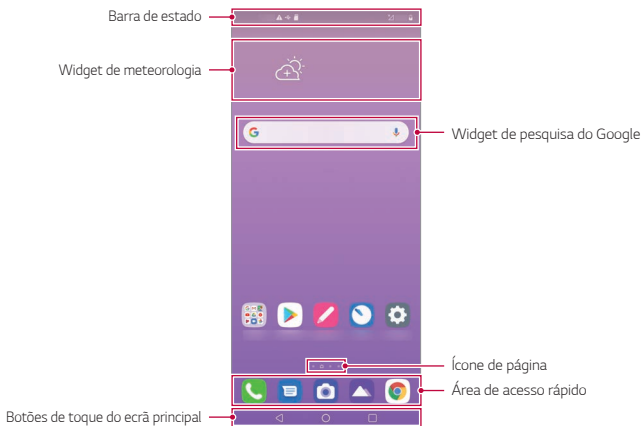 Barra de estado
Widget de meteorologia
Widget de pesquisa do Google
Ícone de página
Área de acesso rápido
Botões de toque do ecrã principal